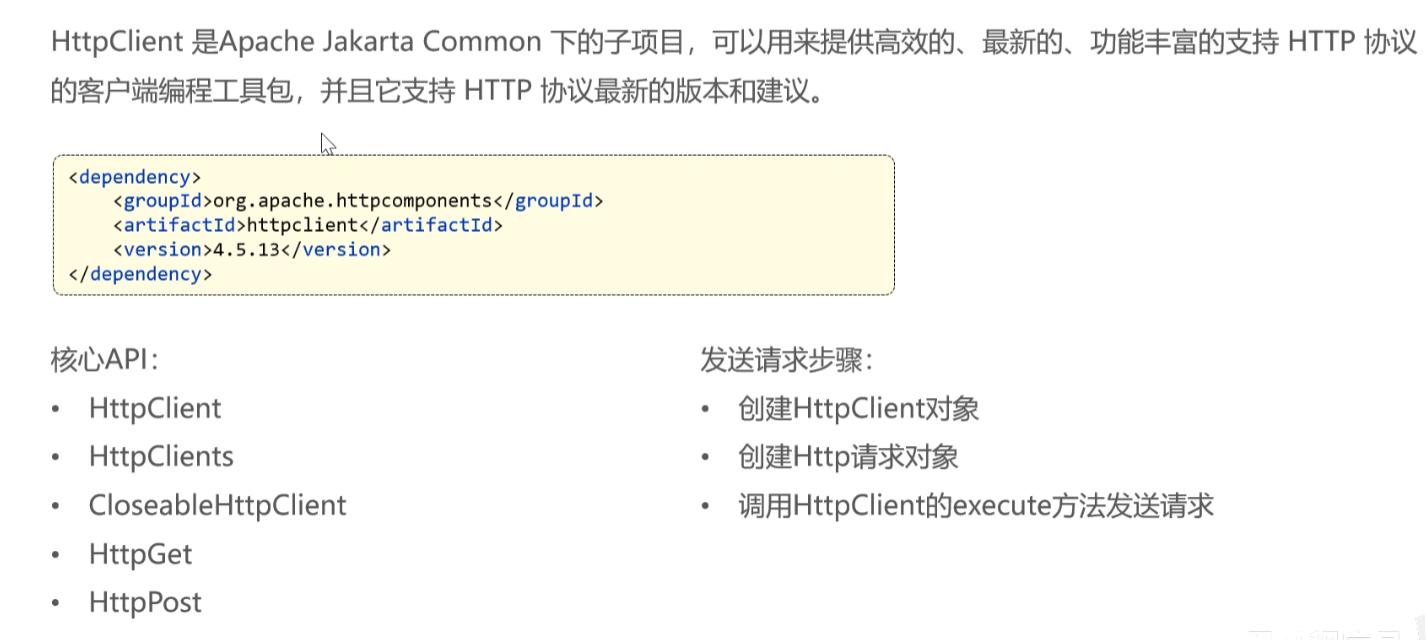 HttpClient 是Apache Jakarta Common 下的子项目，可以用来提供高效的、最新的、功能丰富的支持 HTTP 协议
的客户端编程工具包，并且它支持 HTTP 协议最新的版本和建议。
<dependency>
    <groupId>org.apache.httpcomponents</groupId>
    <artifactId>httpclient</artifactId>
    <version>4.5.13</version>
</dependency>
核心API：
• HttpClient
• HttpClients
• CloseableHttpClient
• HttpGet
• HttpPost
发送请求步骤：
• 创建HttpClient对象
• 创建Http请求对象
• 调用HttpClient的execute方法发送请求